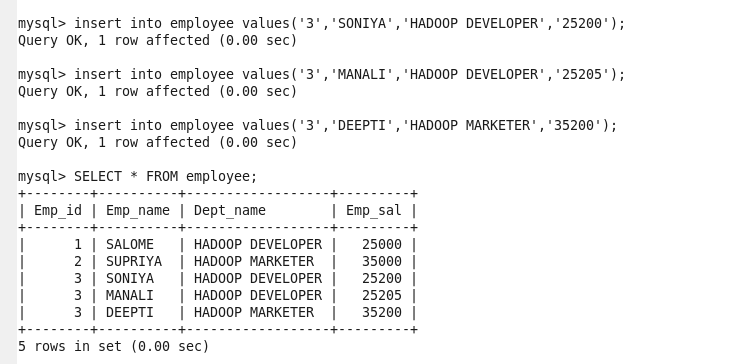 mysql> insert into employee values('3','SONIYA','HADOOP DEVELOPER','25200');
Query OK, 1 row affected (0.00 sec)

mysql> insert into employee values('3','MANALI','HADOOP DEVELOPER','25205');
Query OK, 1 row affected (0.00 sec)

mysql> insert into employee values('3','DEEPTI','HADOOP MARKETER','35200');
Query OK, 1 row affected (0.00 sec)

mysql> SELECT * FROM employee;
+--------+----------+------------------+---------+
| Emp_id | Emp_name | Dept_name        | Emp_sal |
+--------+----------+------------------+---------+
|      1 | SALOME   | HADOOP DEVELOPER |   25000 |
|      2 | SUPRIYA  | HADOOP MARKETER  |   35000 |
|      3 | SONIYA   | HADOOP DEVELOPER |   25200 |
|      3 | MANALI   | HADOOP DEVELOPER |   25205 |
|      3 | DEEPTI   | HADOOP MARKETER  |   35200 |
+--------+----------+------------------+---------+
5 rows in set (0.00 sec)